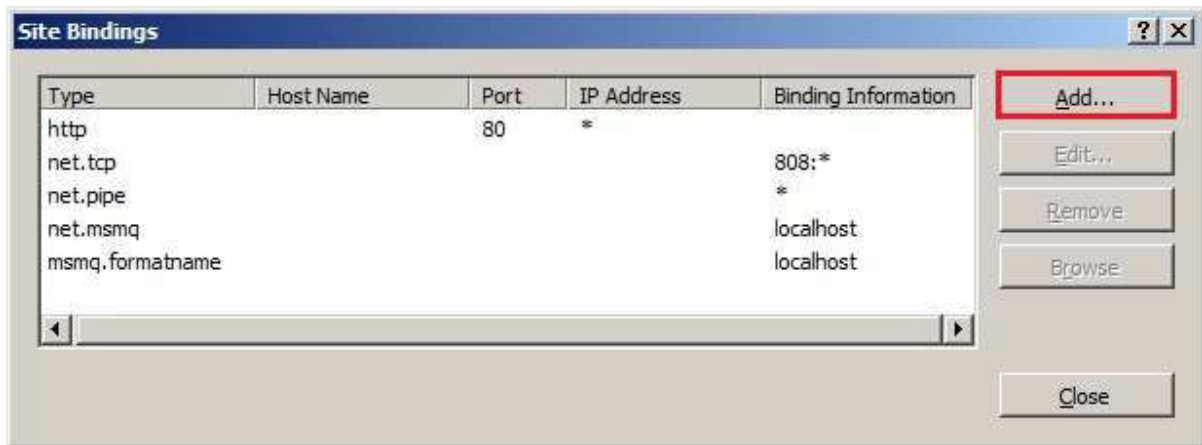 Site Bindings
Type Host Name Port IP Address Binding Information
http 80 *
net.tcp 808:*
net.pipe *
net.msmq localhost
msmq.formatname localhost
Add...
Edit...
Remove
Browse
Close